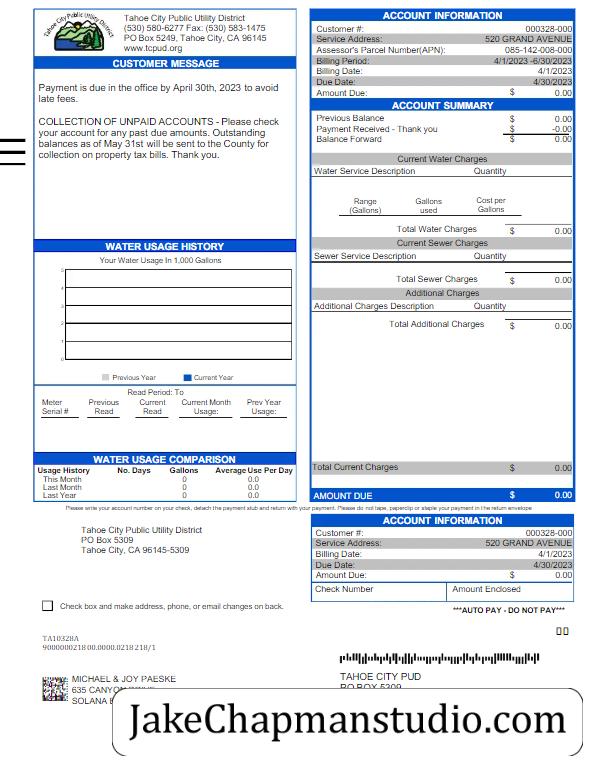 Tahoe City Public Utility District
Tahoe City Public Utility District
(530) 580-6277 Fax: (530) 583-1475
PO Box 5249, Tahoe City, CA 96145
www.tcpud.org
CUSTOMER MESSAGE
Payment is due in the office by April 30th, 2023 to avoid
late fees.
COLLECTION OF UNPAID ACCOUNTS - Please check
your account for any past due amounts. Outstanding
balances as of May 31st will be sent to the County for
collection on property tax bills. Thank you.
WATER USAGE HISTORY
Your Water Usage In 1,000 Gallons
5
4
3
2
1
0
Previous Year Current Year
Read Period: To
Meter Serial # Previous Read Current Read Current Month Usage: Prev Year Usage:
WATER USAGE COMPARISON
Usage History No. Days Gallons Average Use Per Day
This Month 0 0.0
Last Month 0 0.0
Last Year 0 0.0
ACCOUNT INFORMATION
Customer #: 000328-000
Service Address: 520 GRAND AVENUE
Assessor's Parcel Number(APN): 085-142-008-000
Billing Period: 4/1/2023 -6/30/2023
Billing Date: 4/1/2023
Due Date: 4/30/2023
Amount Due: $ 0.00
ACCOUNT SUMMARY
Previous Balance $ 0.00
Payment Received - Thank you $ -0.00
Balance Forward $ 0.00
Current Water Charges
Water Service Description Quantity
Range (Gallons) Gallons used Cost per Gallons
Total Water Charges $ 0.00
Current Sewer Charges
Sewer Service Description Quantity
Total Sewer Charges $ 0.00
Additional Charges
Additional Charges Description Quantity
Total Additional Charges $ 0.00
Total Current Charges $ 0.00
AMOUNT DUE $ 0.00
Please write your account number on your check, detach the payment stub and return with your payment. Please do not tape, paperclip or staple your payment in the return envelope
Tahoe City Public Utility District
PO Box 5309
Tahoe City, CA 96145-5309
ACCOUNT INFORMATION
Customer #: 000328-000
Service Address: 520 GRAND AVENUE
Billing Date: 4/1/2023
Due Date: 4/30/2023
Amount Due: $ 0.00
Check Number Amount Enclosed
***AUTO PAY - DO NOT PAY***
Check box and make address, phone, or email changes on back.
TA10328A
9000000218 00.0000.0218 218/1
MICHAEL & JOY PAESKE
635 CANYON
SOLANA
TAHOE CITY PUD
PO BOX 5309
JakeChapmanstudio.com